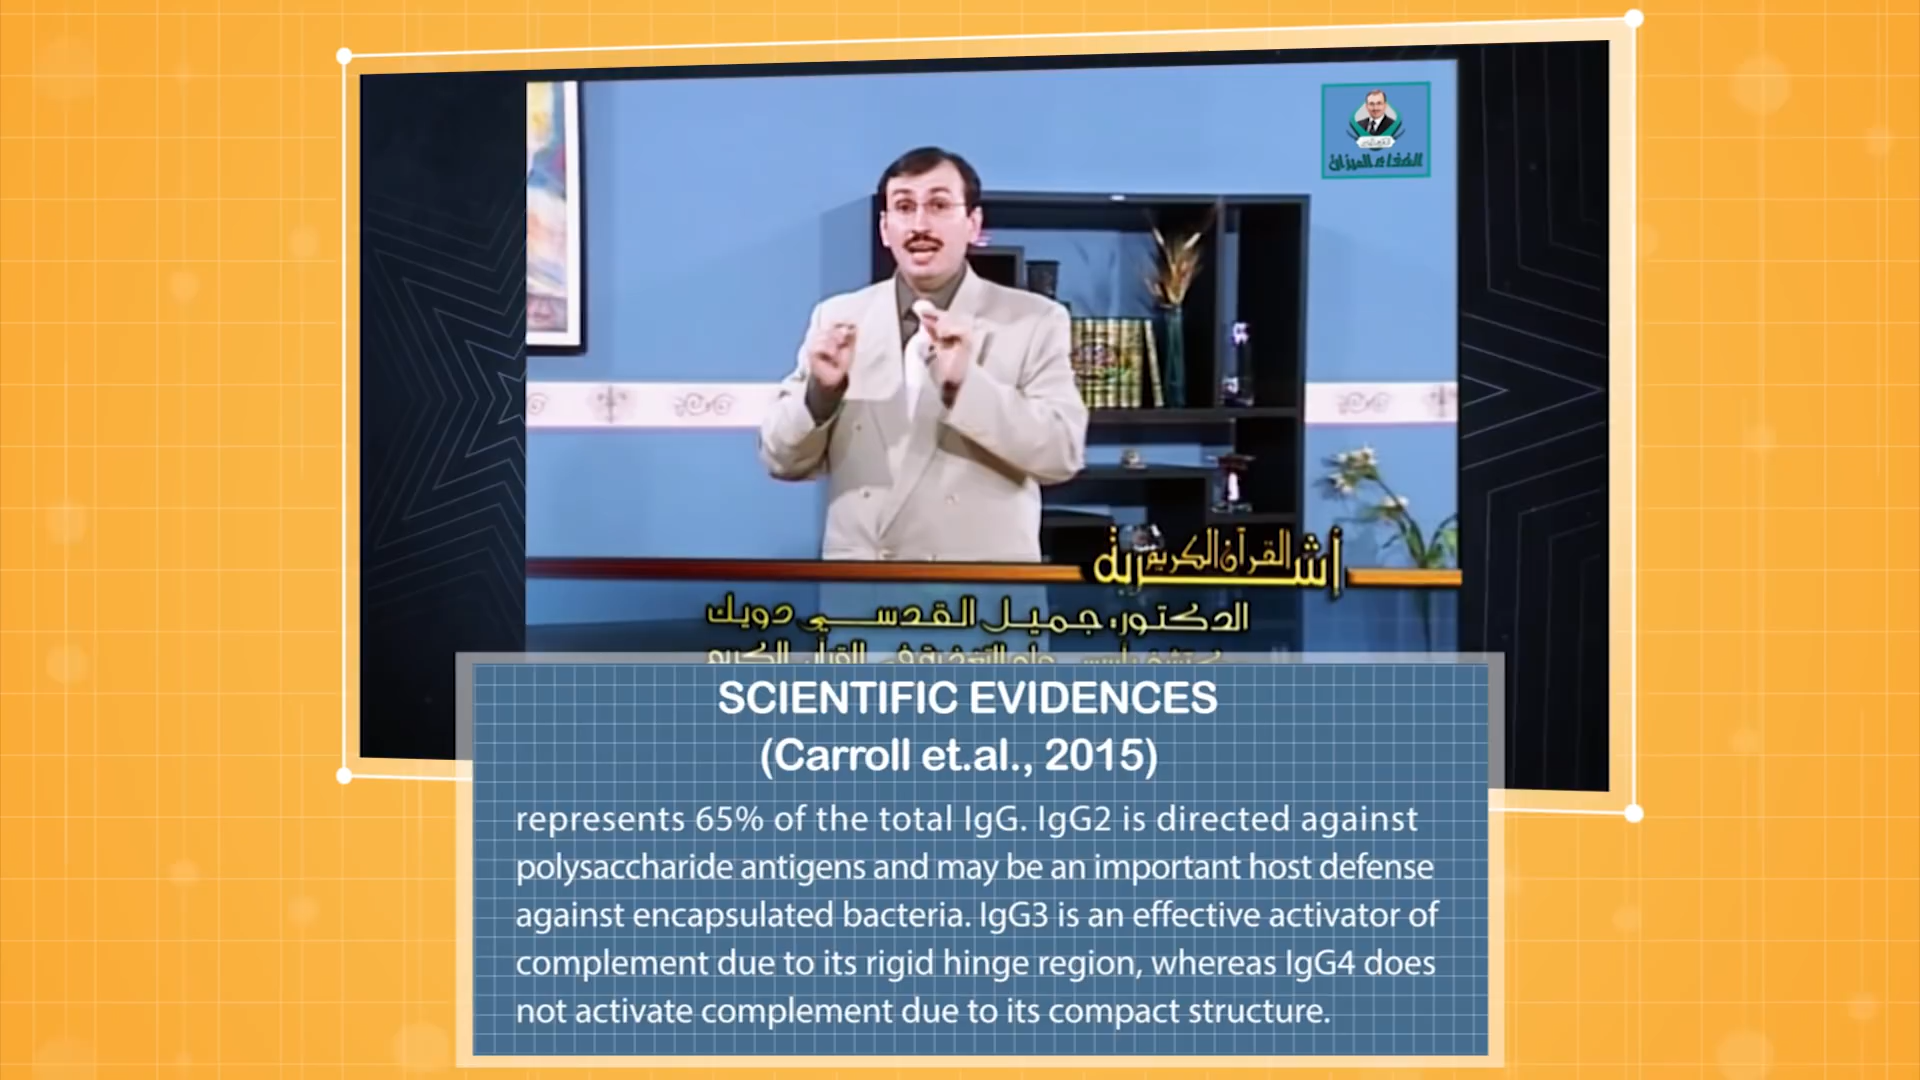 الغذاء الميزان
أشربة القرآن الكريم
الدكتور: جميل القدسي دويك
SCIENTIFIC EVIDENCES
(Carroll et.al., 2015)
represents 65% of the total IgG. IgG2 is directed against
polysaccharide antigens and may be an important host defense
against encapsulated bacteria. IgG3 is an effective activator of
complement due to its rigid hinge region, whereas IgG4 does
not activate complement due to its compact structure.